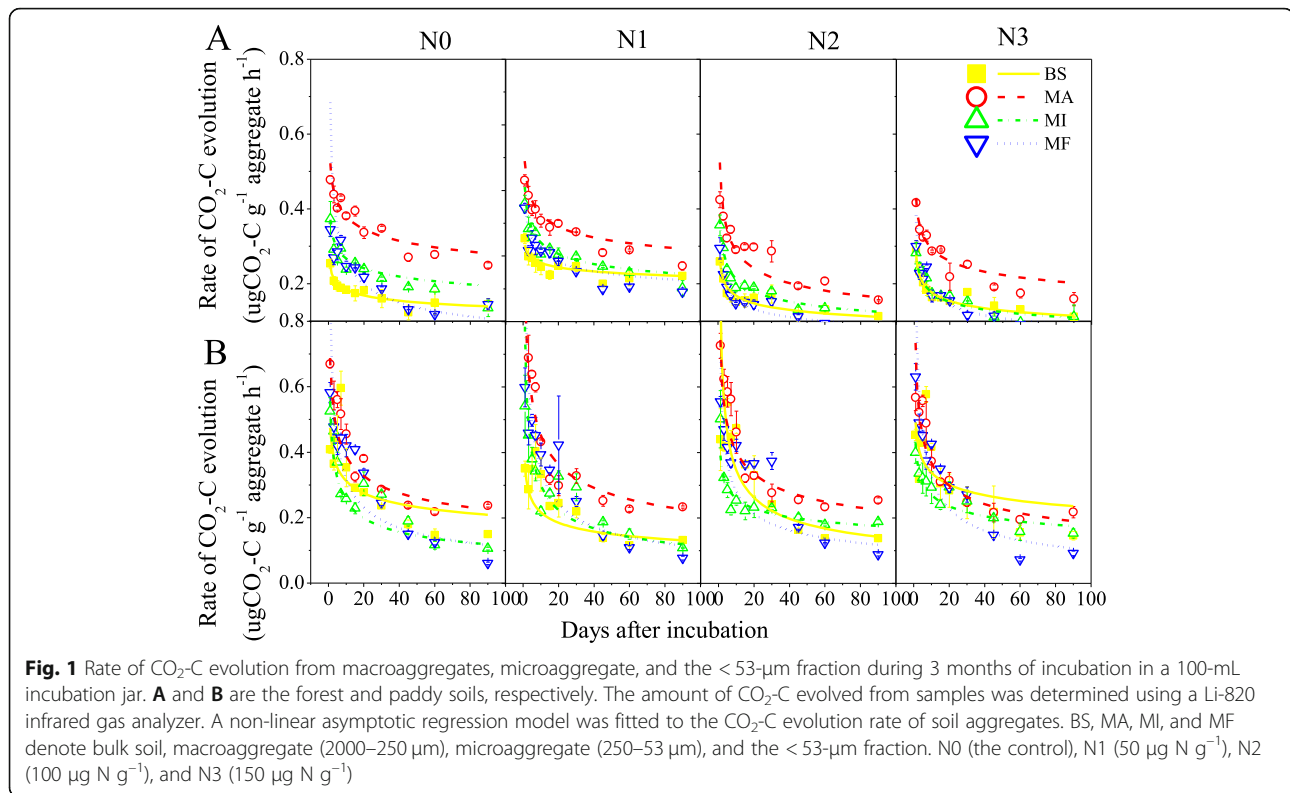 A
N0 N1 N2 N3
Rate of CO₂-C evolution
(ugCO₂-C g⁻¹ aggregate h⁻¹)
0.8
0.6
0.4
0.2
0.8
BS
MA
MI
MF
B
Rate of CO₂-C evolution
(ugCO₂-C g⁻¹ aggregate h⁻¹)
0.6
0.4
0.2
0.0
0 20 40 60 80 100 0 20 40 60 80 100 0 20 40 60 80 100 0 20 40 60 80 100
Days after incubation
Fig. 1 Rate of CO₂-C evolution from macroaggregates, microaggregate, and the < 53-μm fraction during 3 months of incubation in a 100-mL
incubation jar. A and B are the forest and paddy soils, respectively. The amount of CO₂-C evolved from samples was determined using a Li-820
infrared gas analyzer. A non-linear asymptotic regression model was fitted to the CO₂-C evolution rate of soil aggregates. BS, MA, MI, and MF
denote bulk soil, macroaggregate (2000–250 μm), microaggregate (250–53 μm), and the < 53-μm fraction. N0 (the control), N1 (50 μg N g⁻¹), N2
(100 μg N g⁻¹), and N3 (150 μg N g⁻¹)